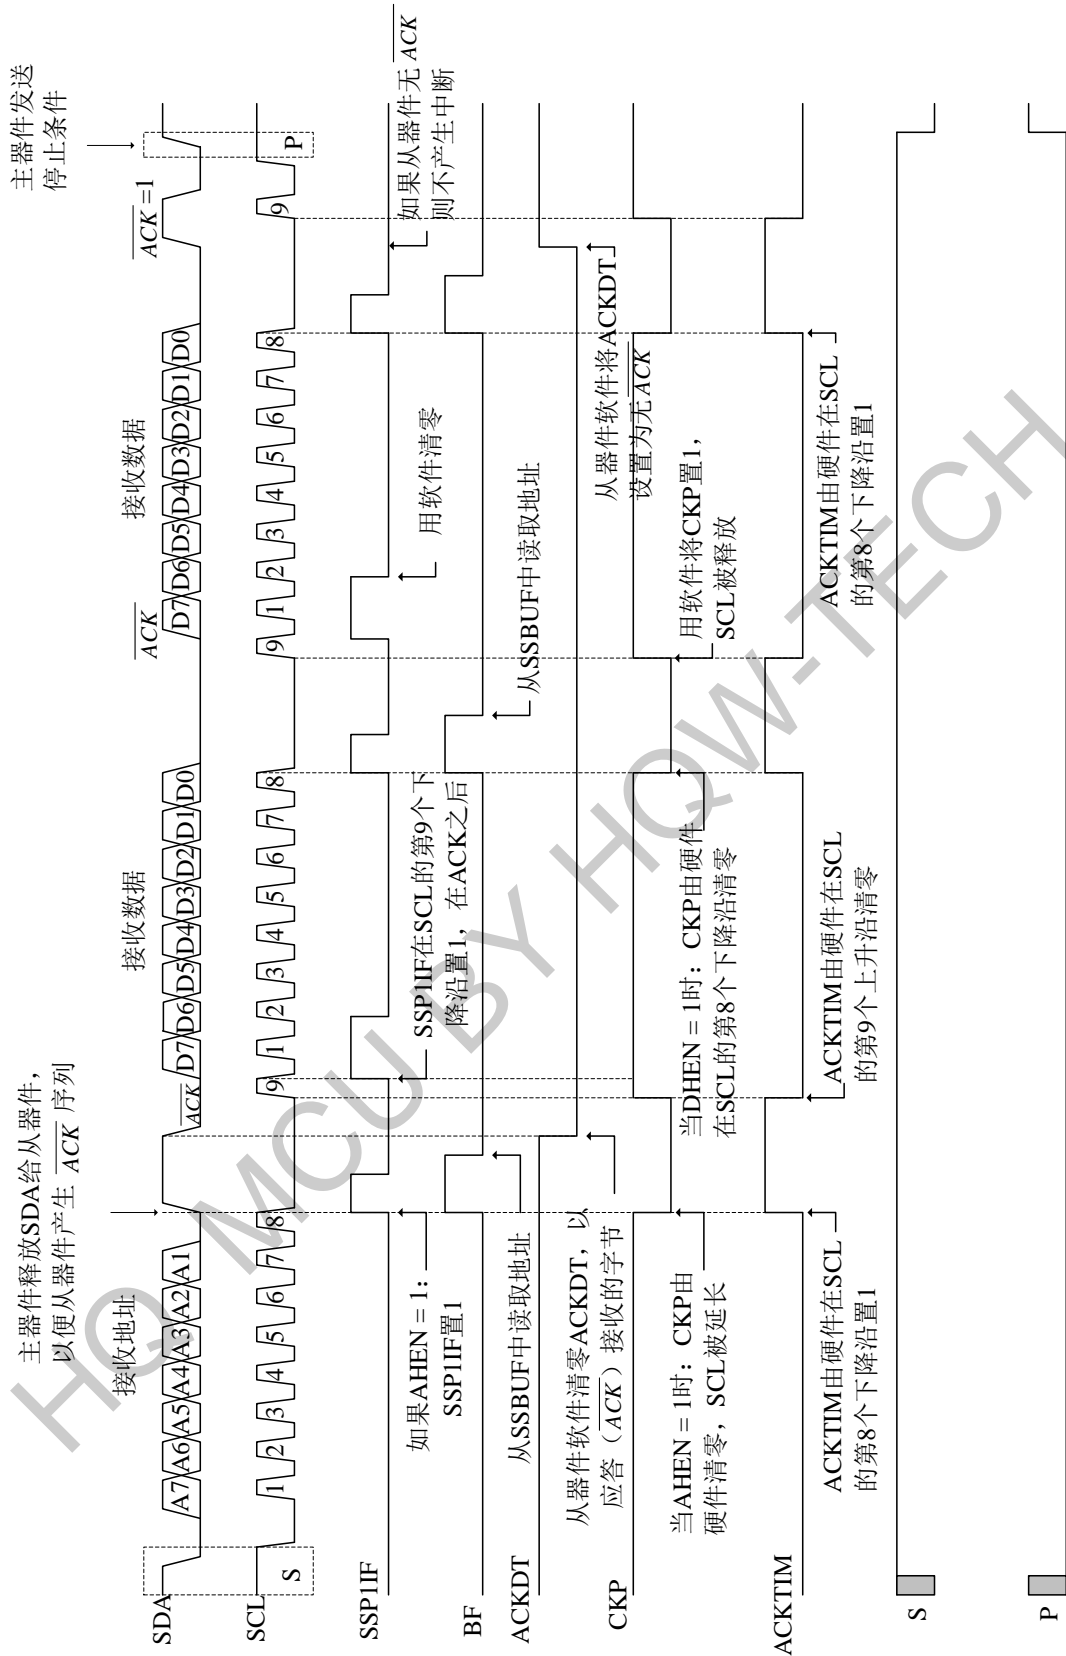 主器件释放SDA给从器件，
以便从器件产生 ACK 序列
主器件发送
停止条件
接收地址
接收数据
接收数据
ACK
ACK
ACK =1
SDA
A7 A6 A5 A4 A3 A2 A1
D7 D6 D5 D4 D3 D2 D1 D0
D7 D6 D5 D4 D3 D2 D1 D0
SCL
S
1 2 3 4 5 6 7 8 9
1 2 3 4 5 6 7 8 9
1 2 3 4 5 6 7 8 9
P
SSP1IF
如果AHEN = 1:
SSP1IF置1
SSP1IF在SCL的第9个下
降沿置1，在ACK之后
用软件清零
如果从器件无 ACK
则不产生中断
BF
从SSBUF中读取地址
从SSBUF中读取地址
ACKDT
从器件软件清零ACKDT，以
应答（ACK）接收的字节
从器件软件将ACKDT
设置为无ACK
CKP
当AHEN = 1时：CKP由
硬件清零，SCL被延长
当DHEN = 1时：CKP由硬件
在SCL的第8个下降沿清零
用软件将CKP置1，
SCL被释放
ACKTIM
ACKTIM由硬件在SCL
的第8个下降沿置1
ACKTIM由硬件在SCL
的第9个上升沿清零
ACKTIM由硬件在SCL
的第8个下降沿置1
S
P
HQ MCU BY HQW-TECH